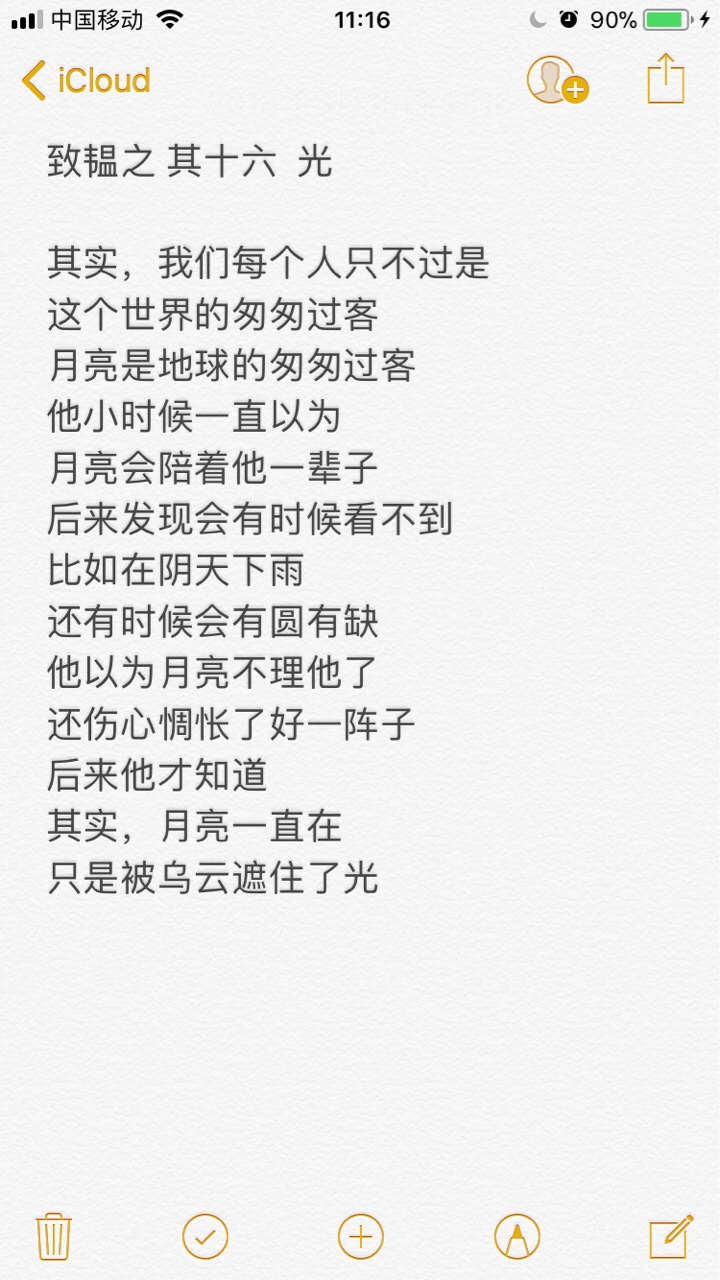 中国移动 11:16 90%
iCloud
致韫之 其十六 光
其实，我们每个人只不过是
这个世界的匆匆过客
月亮是地球的匆匆过客
他小时候一直以为
月亮会陪着他一辈子
后来发现会有时候看不到
比如在阴天下雨
还有时候会有圆有缺
他以为月亮不理他了
还伤心惆怅了好一阵子
后来他才知道
其实，月亮一直在
只是被乌云遮住了光